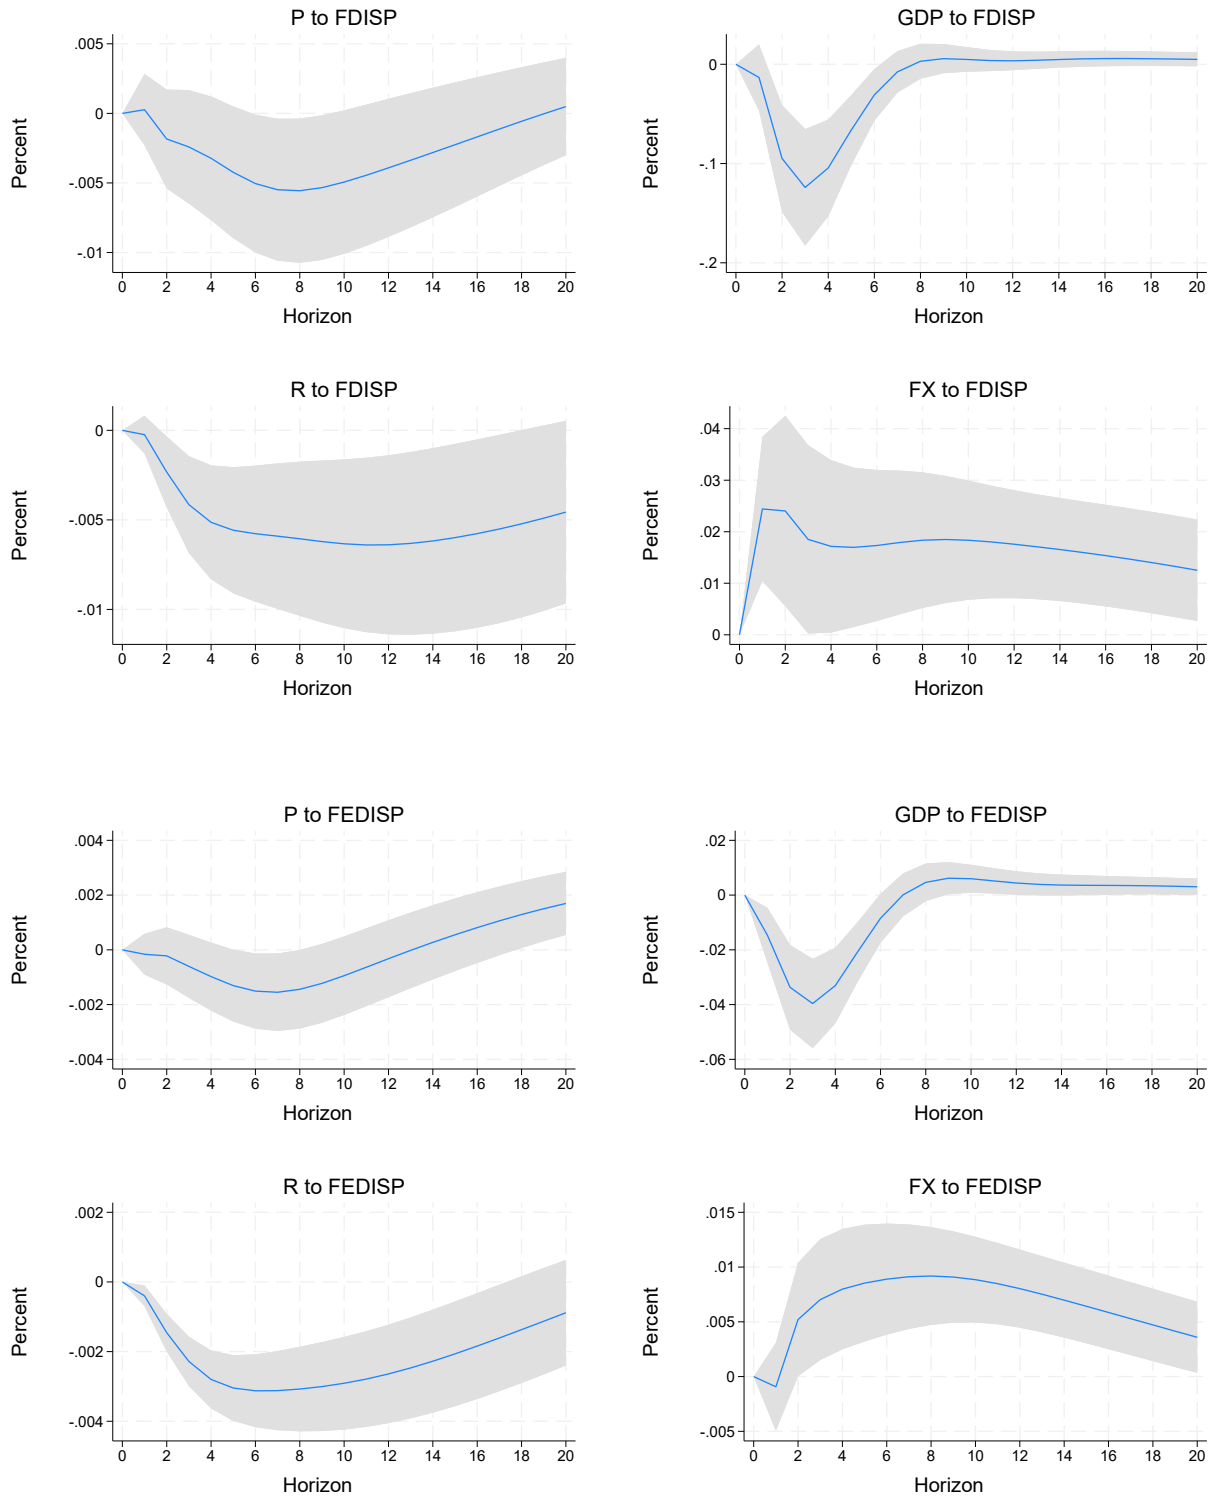 P to FDISP
Percent
.005
0
-.005
-.01
0 2 4 6 8 10 12 14 16 18 20
Horizon
GDP to FDISP
Percent
0
-.1
-.2
0 2 4 6 8 10 12 14 16 18 20
Horizon
R to FDISP
Percent
0
-.005
-.01
0 2 4 6 8 10 12 14 16 18 20
Horizon
FX to FDISP
Percent
.04
.03
.02
.01
0
0 2 4 6 8 10 12 14 16 18 20
Horizon
P to FEDISP
Percent
.004
.002
0
-.002
-.004
0 2 4 6 8 10 12 14 16 18 20
Horizon
GDP to FEDISP
Percent
.02
0
-.02
-.04
-.06
0 2 4 6 8 10 12 14 16 18 20
Horizon
R to FEDISP
Percent
.002
0
-.002
-.004
0 2 4 6 8 10 12 14 16 18 20
Horizon
FX to FEDISP
Percent
.015
.01
.005
0
-.005
0 2 4 6 8 10 12 14 16 18 20
Horizon